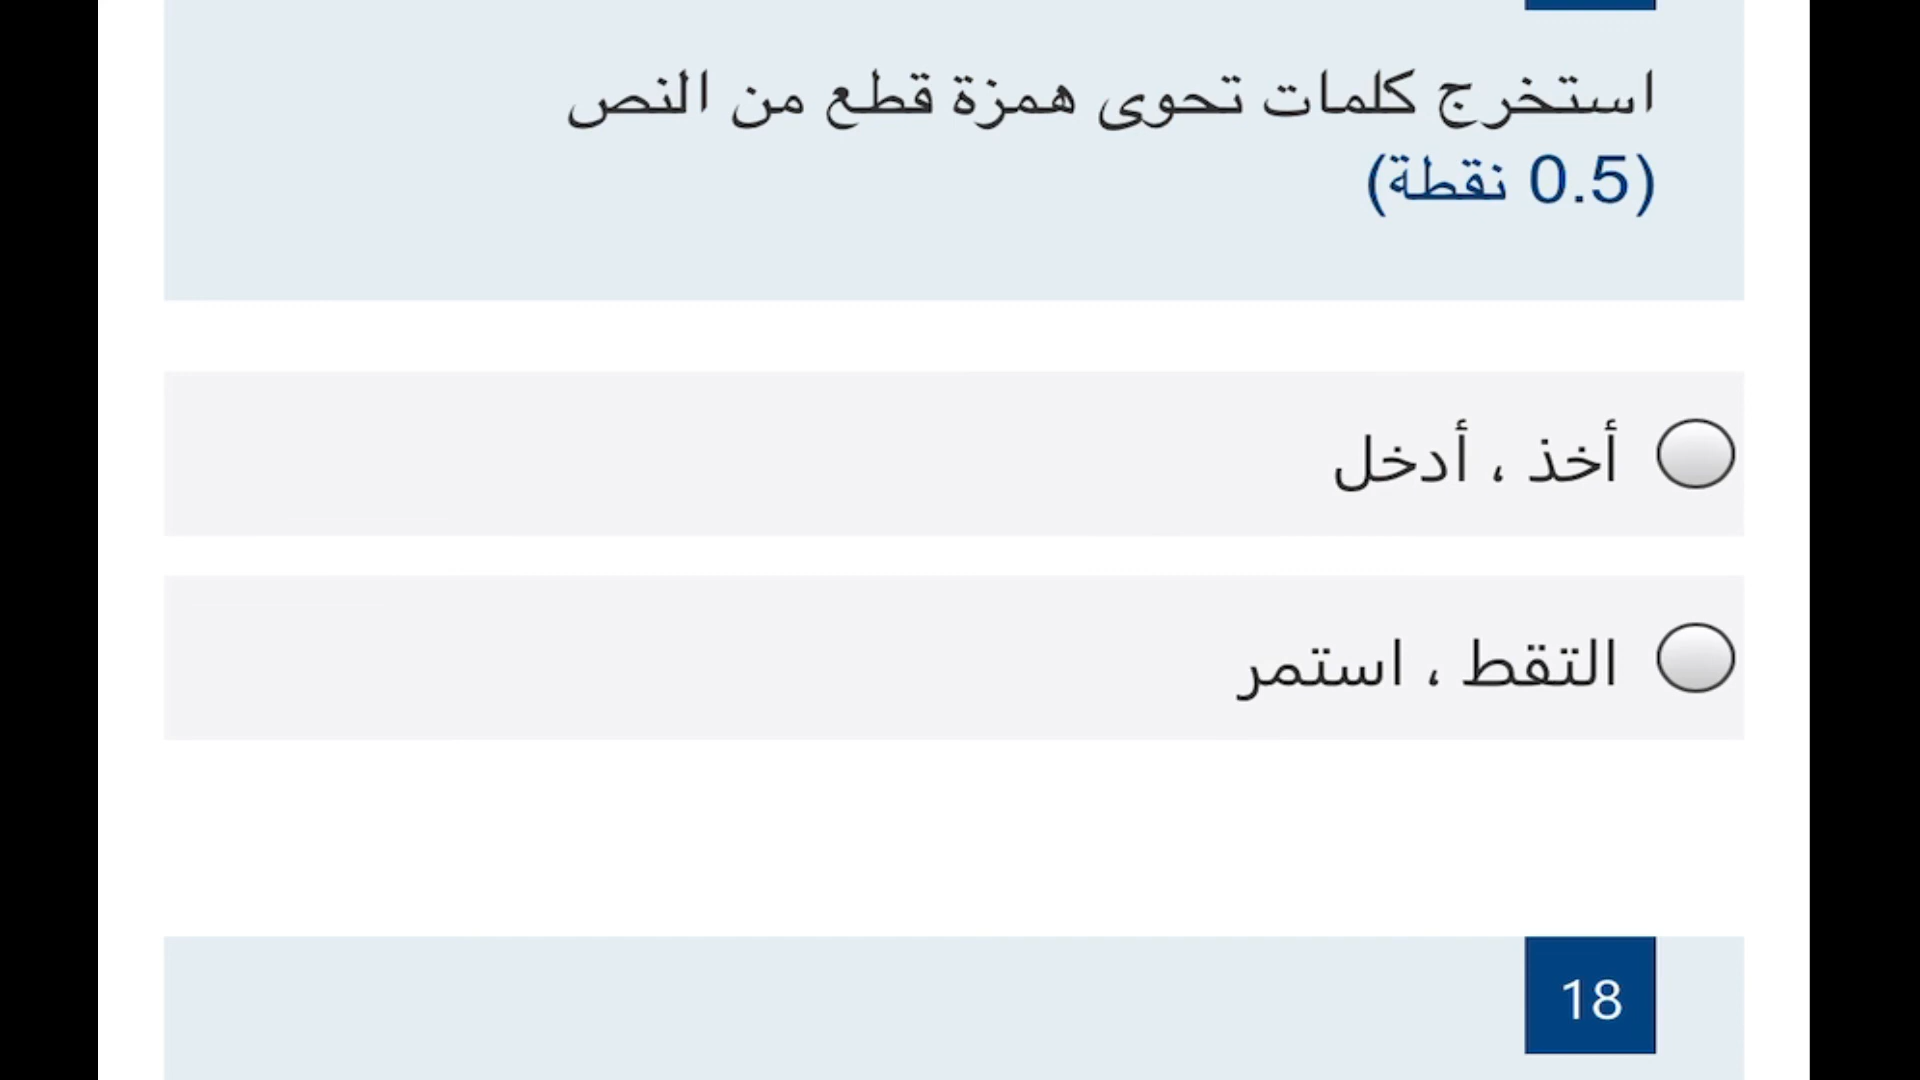 استخرج كلمات تحوى همزة قطع من النص
(0.5 نقطة)
أخذ ، أدخل
التقط ، استمر
18